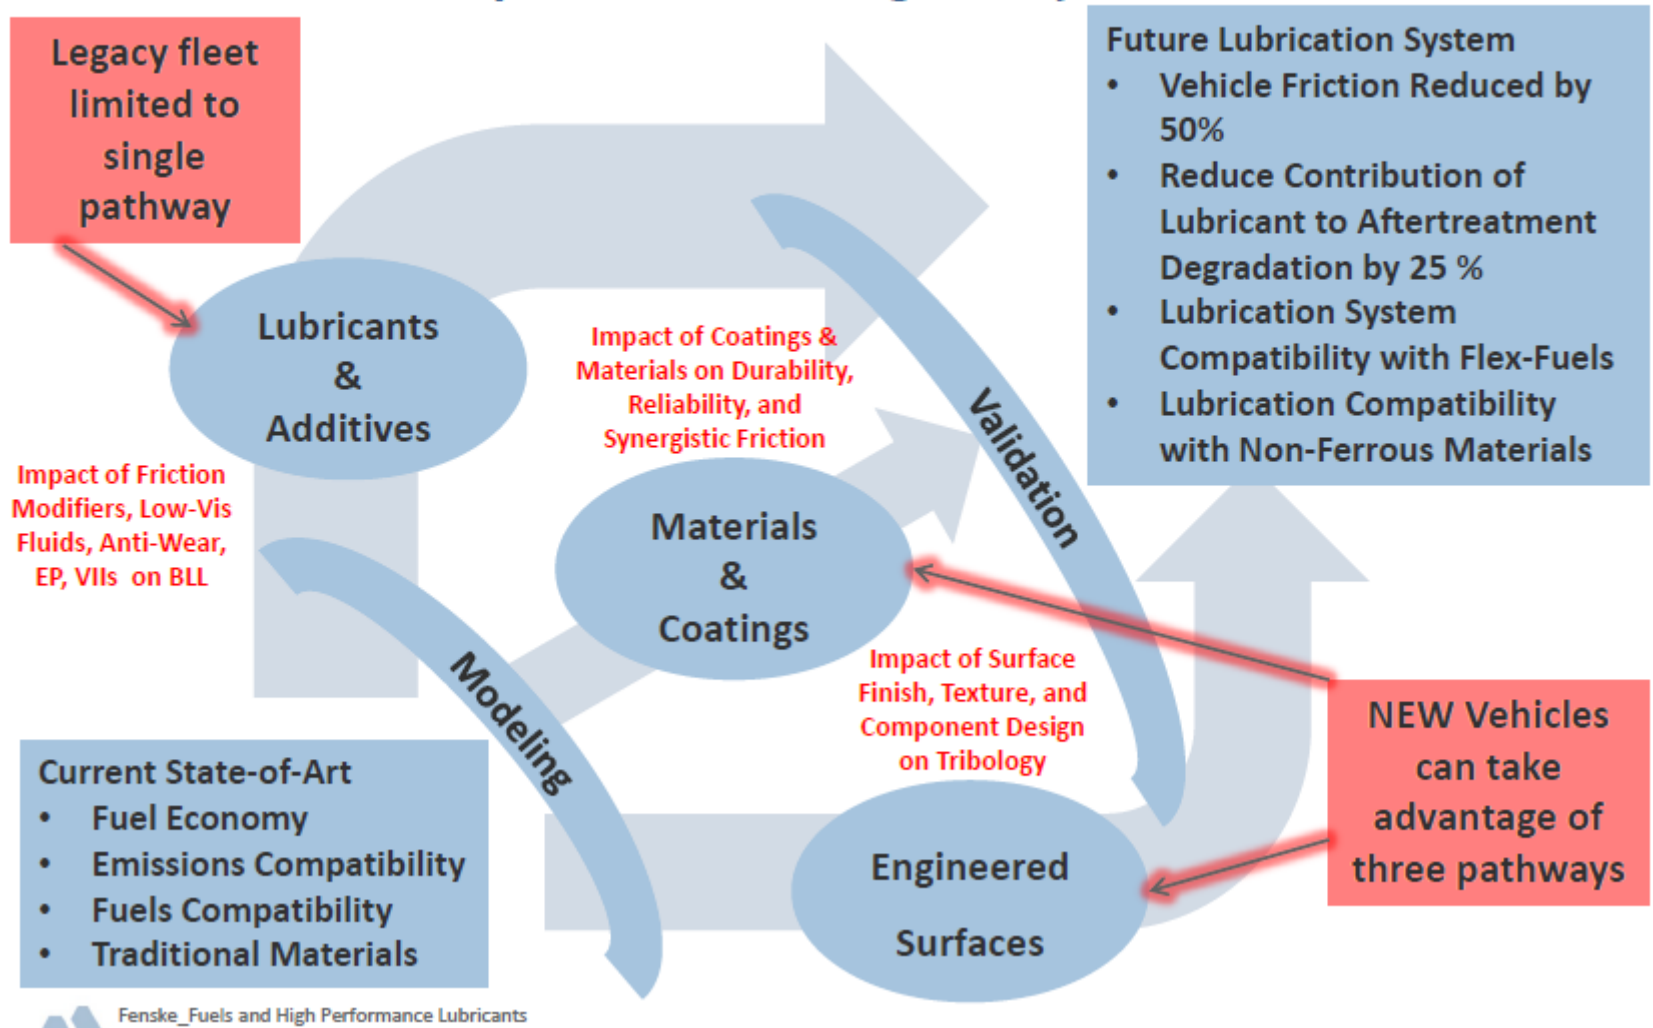 Legacy fleet
limited to
single
pathway
Future Lubrication System
• Vehicle Friction Reduced by
50%
• Reduce Contribution of
Lubricant to Aftertreatment
Degradation by 25 %
• Lubrication System
Compatibility with Flex-Fuels
• Lubrication Compatibility
with Non-Ferrous Materials
Lubricants
&
Additives
Impact of Coatings &
Materials on Durability,
Reliability, and
Synergistic Friction
Validation
Impact of Friction
Modifiers, Low-Vis
Fluids, Anti-Wear,
EP, VIIs on BLL
Materials
&
Coatings
Modeling
Impact of Surface
Finish, Texture, and
Component Design
on Tribology
NEW Vehicles
can take
advantage of
three pathways
Current State-of-Art
• Fuel Economy
• Emissions Compatibility
• Fuels Compatibility
• Traditional Materials
Engineered
Surfaces
Fenske_Fuels and High Performance Lubricants